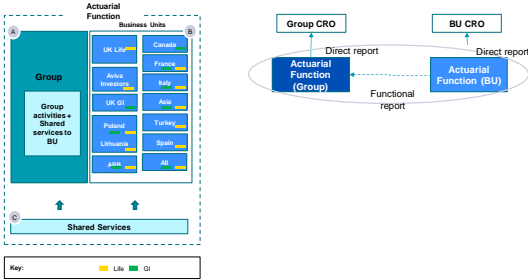 Actuarial
Function
Business Units
A
B
Group
Group
activities +
Shared
services to
BU
UK Life
Aviva
Investors
UK GI
Poland
Lithuania
Canada
France
Italy
Asia
Turkey
Spain
C
Shared Services
Key:
Life
GI
Group CRO
BU CRO
Direct report
Direct report
Actuarial
Function
(Group)
Actuarial
Function (BU)
Functional
report